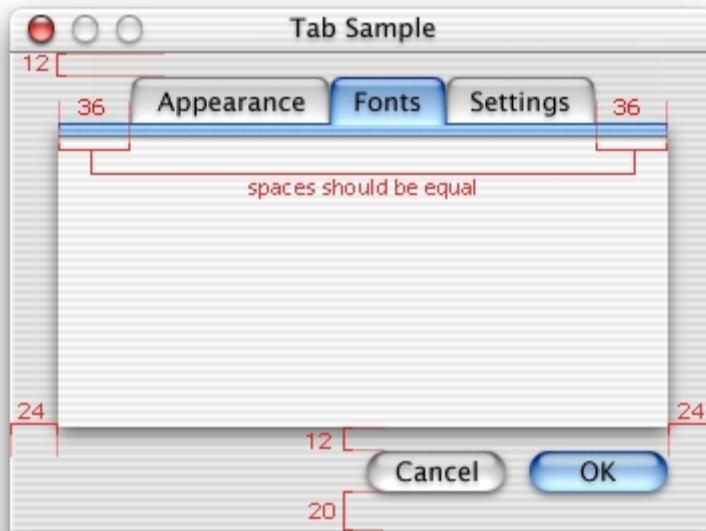 Tab Sample
12
36 Appearance Fonts Settings 36
spaces should be equal
24 24
12
Cancel OK
20